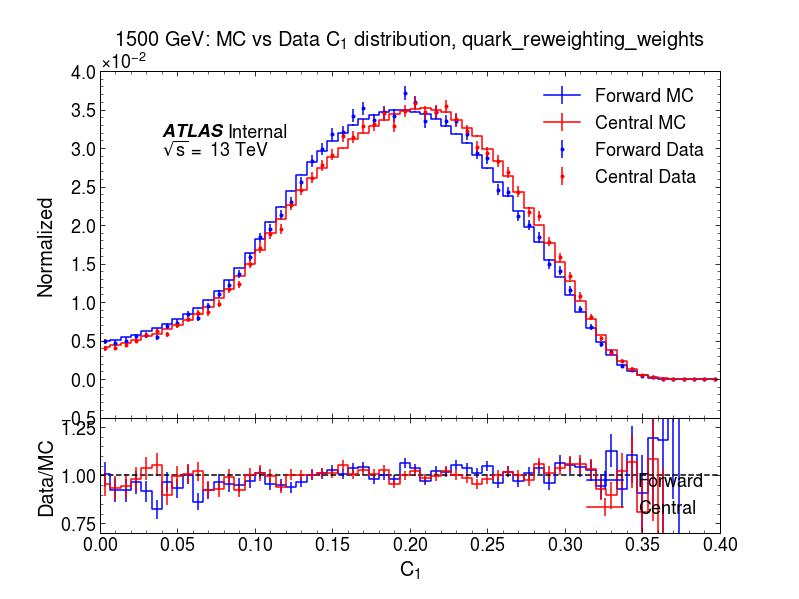 1500 GeV: MC vs Data C₁ distribution, quark_reweighting_weights
×10⁻²
4.0
3.5
3.0
2.5
2.0
1.5
1.0
0.5
0.0
−0.5
Normalized
ATLAS Internal
√s = 13 TeV
Forward MC
Central MC
Forward Data
Central Data
1.25
1.00
0.75
Data/MC
Forward
Central
0.00 0.05 0.10 0.15 0.20 0.25 0.30 0.35 0.40
C₁